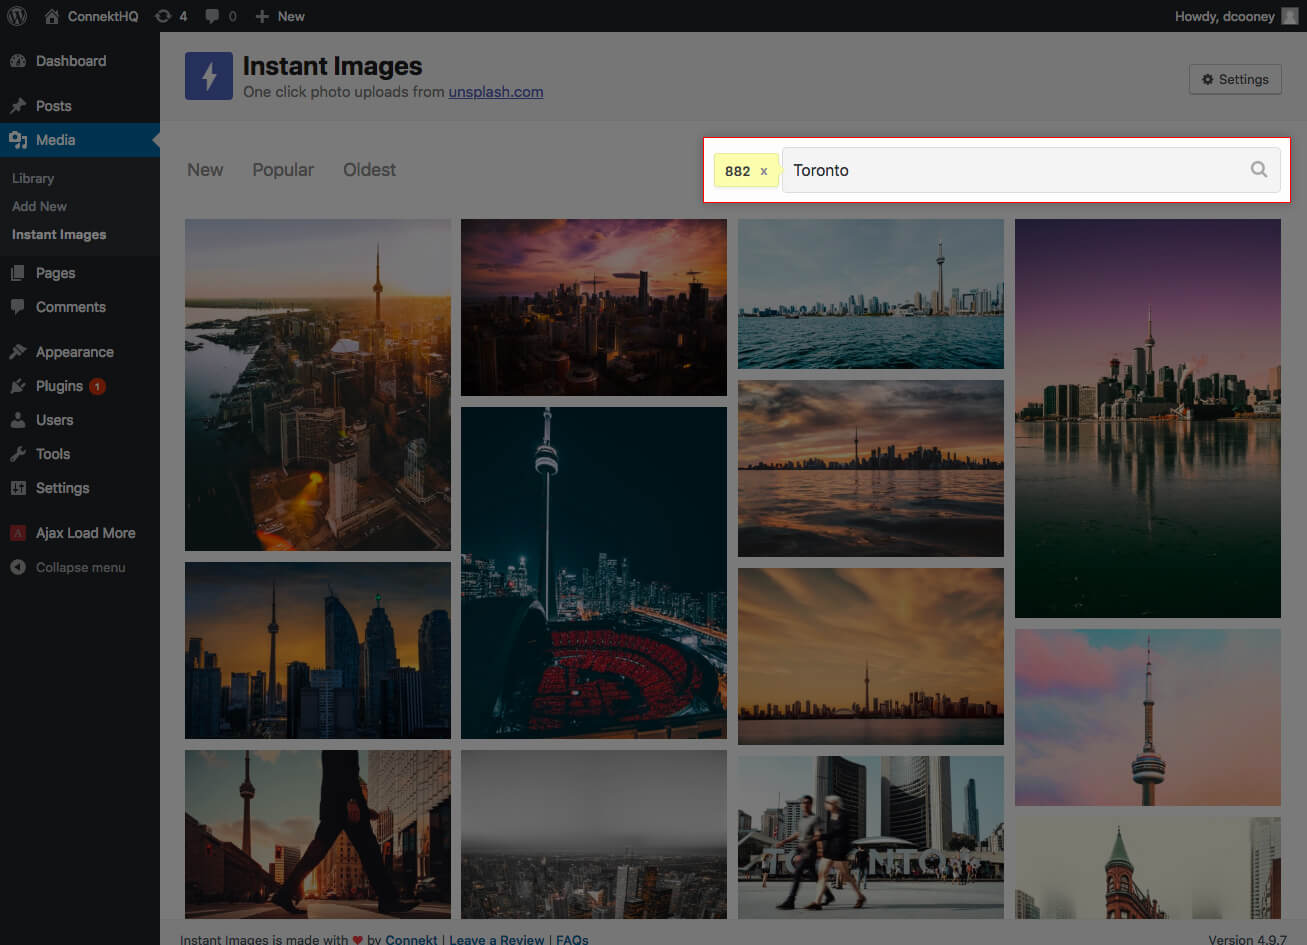 ConnektHQ 4 0 New Howdy, dcooney
Dashboard
Posts
Media
Library
Add New
Instant Images
Pages
Comments
Appearance
Plugins 1
Users
Tools
Settings
A Ajax Load More
Collapse menu
Instant Images
One click photo uploads from unsplash.com
Settings
New Popular Oldest
882 x Toronto
Instant Images is made with ♥ by Connekt | Leave a Review | FAQs
Version 4.9.7